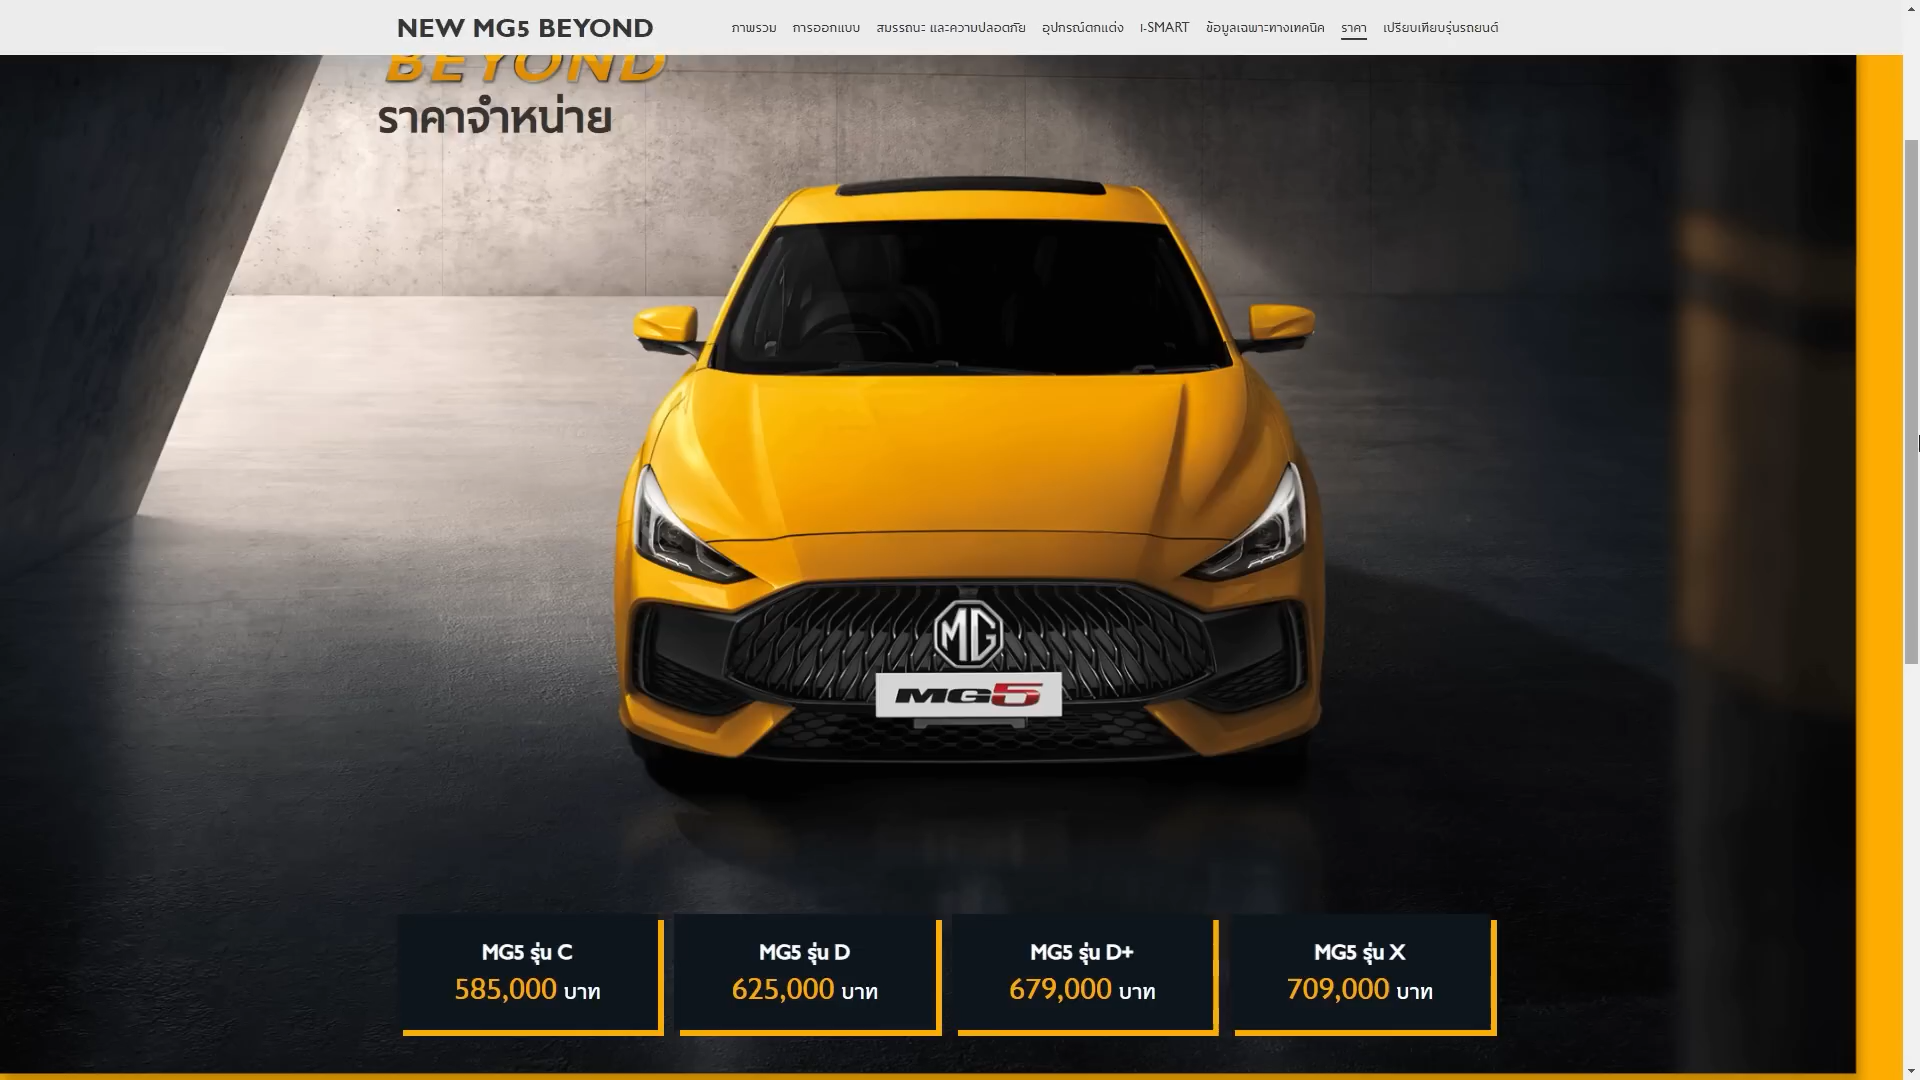 NEW MG5 BEYOND
ภาพรวม การออกแบบ สมรรถนะ และความปลอดภัย อุปกรณ์ตกแต่ง i-SMART ข้อมูลเฉพาะทางเทคนิค ราคา เปรียบเทียบรุ่นรถยนต์
BEYOND
ราคาจำหน่าย
MG
MG5
MG5 รุ่น C
585,000 บาท
MG5 รุ่น D
625,000 บาท
MG5 รุ่น D+
679,000 บาท
MG5 รุ่น X
709,000 บาท